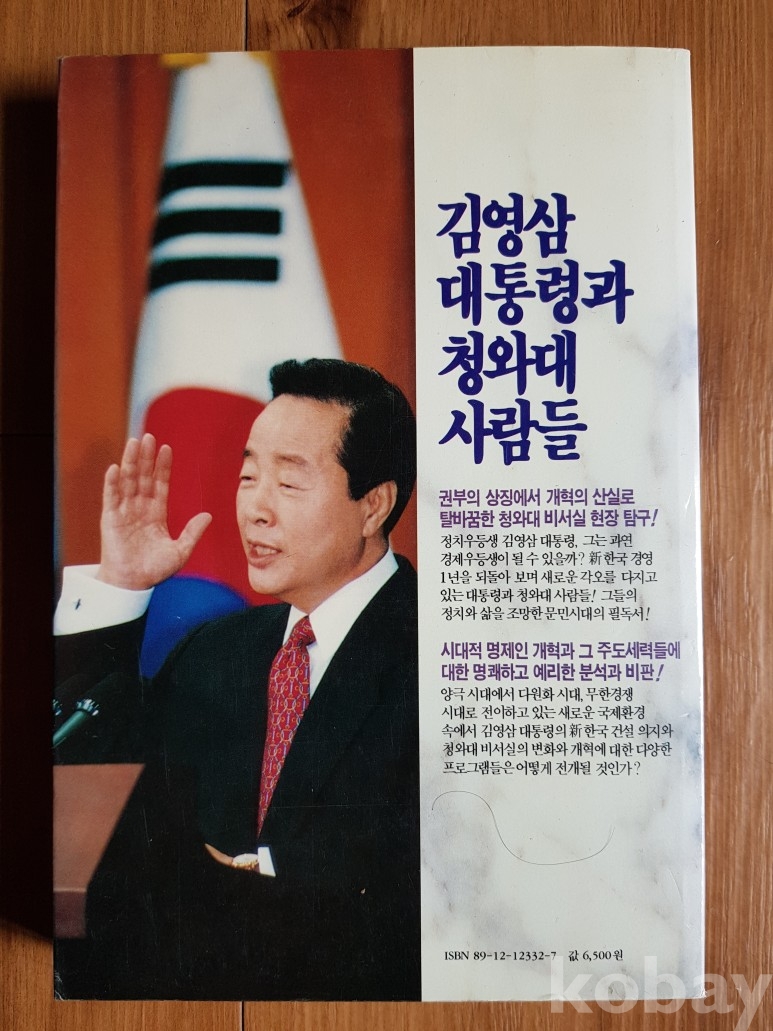 김영삼
대통령과
청와대
사람들
권부의 상징에서 개혁의 산실로
탈바꿈한 청와대 비서실 현장 탐구!
정치우등생 김영삼 대통령, 그는 과연
경제우등생이 될 수 있을까? 新한국 경영
1년을 되돌아 보며 새로운 각오를 다지고
있는 대통령과 청와대 사람들! 그들의
정치와 삶을 조망한 문민시대의 필독서!
시대적 명제인 개혁과 그 주도세력들에
대한 명쾌하고 예리한 분석과 비판!
양극 시대에서 다원화 시대, 무한경쟁
시대로 전이하고 있는 새로운 국제환경
속에서 김영삼 대통령의 新한국 건설 의지와
청와대 비서실의 변화와 개혁에 대한 다양한
프로그램들은 어떻게 전개될 것인가?
ISBN 89-12-12332-7 값 6,500원
kobay